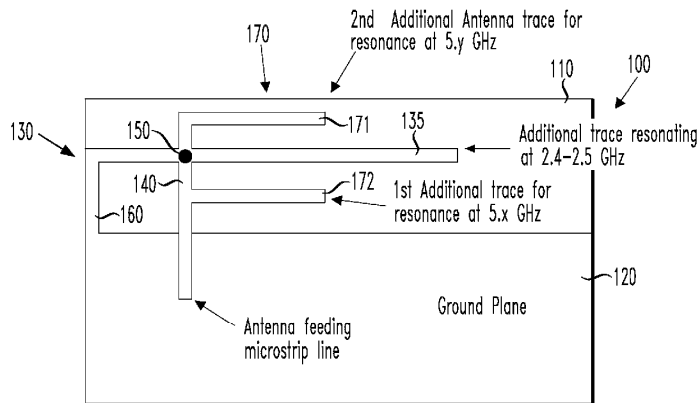 2nd Additional Antenna trace for
resonance at 5.y GHz
170
110
100
130
150
171
135
Additional trace resonating
at 2.4-2.5 GHz
140
172
160
1st Additional trace for
resonance at 5.x GHz
120
Ground Plane
Antenna feeding
microstrip line